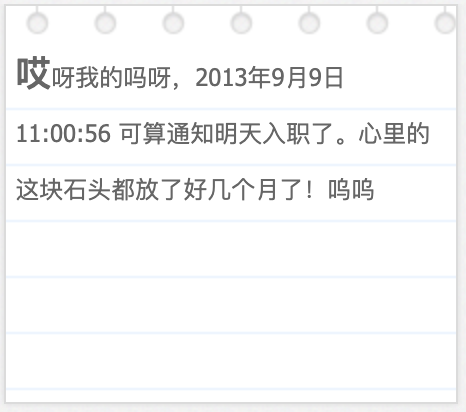 哎呀我的吗呀，2013年9月9日
11:00:56 可算通知明天入职了。心里的
这块石头都放了好几个月了！呜呜